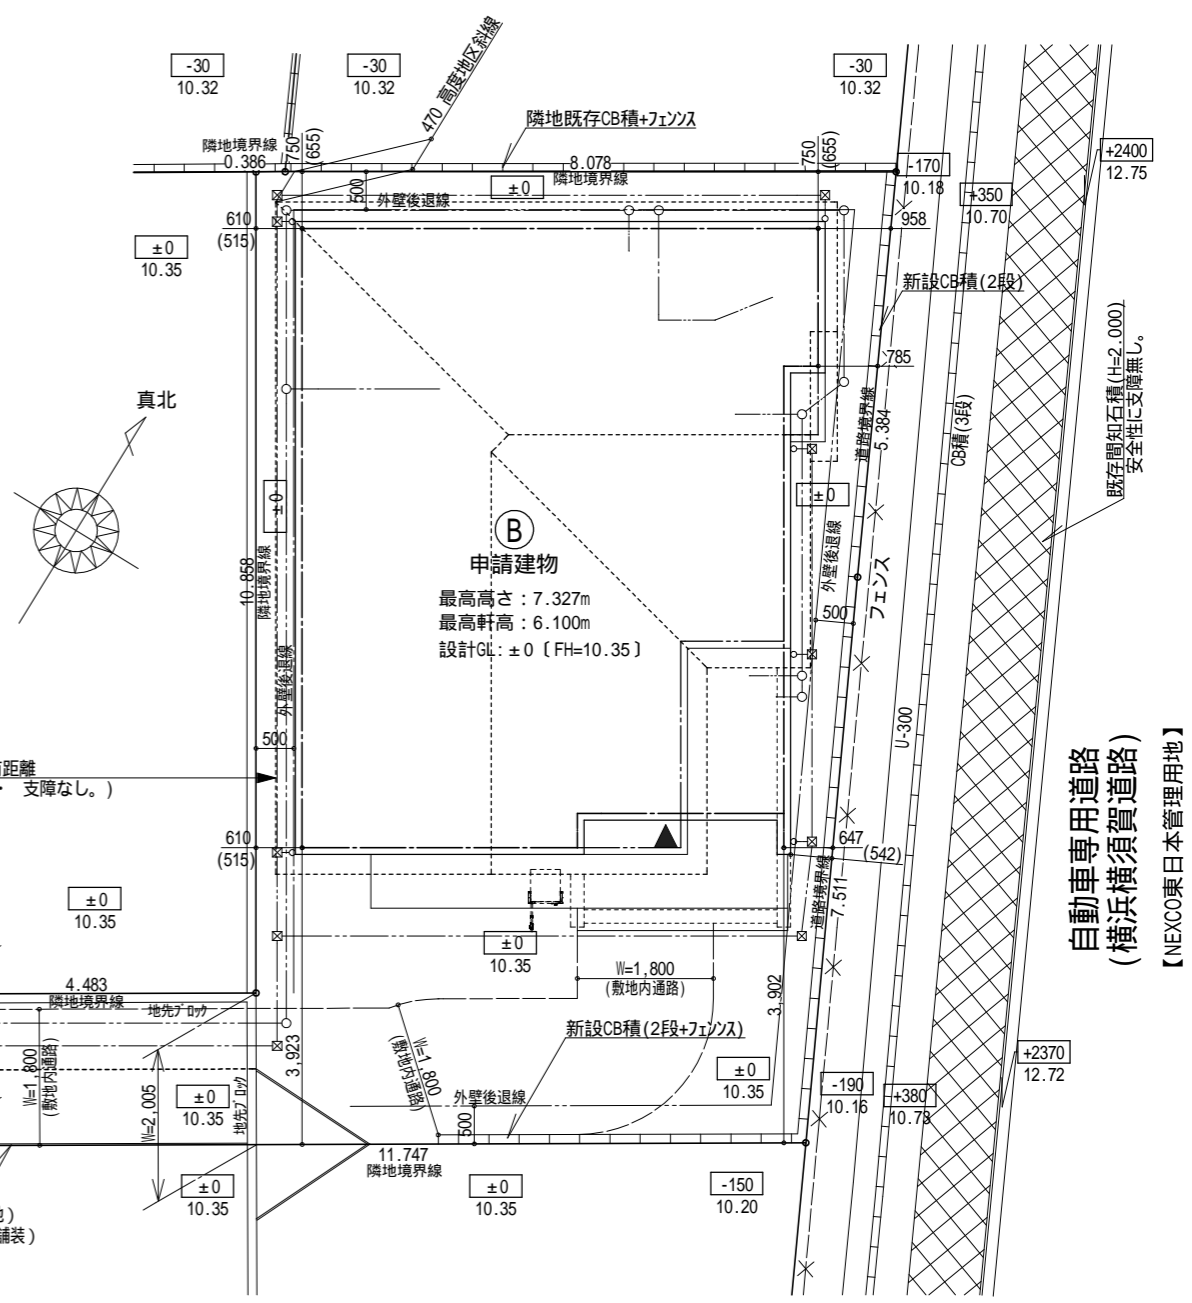 -30
10.32
-30
10.32
-30
10.32
470 高度地区斜線
隣地既存CB積+フェンンス
隣地境界線
0.386
750
(655)
8.078
隣地境界線
750
(655)
±0
-170
10.18
+2400
12.75
+350
10.70
500
外壁後退線
610
(515)
958
±0
10.35
新設CB積(2段)
785
道路境界線
5.384
CB積(3段)
既存間知石積(H=2.000)
安全性に支障無し。
真北
±0
±0
B
申請建物
最高高さ:7.327m
最高軒高:6.100m
設計GL:±0〔FH=10.35〕
10.858
隣地境界線
外壁後退線
フェンス
500
外壁後退線
500
U-300
距離
支障なし。)
自動車専用道路
(横浜横須賀道路)
【NEXCO東日本管理用地】
610
(515)
647
(542)
道路境界線
7.511
±0
10.35
±0
10.35
W=1,800
(敷地内通路)
3,902
4.483
隣地境界線
地先ブロック
新設CB積(2段+フェンンス)
3,923
W=1,800
(敷地内通路)
W=1,800
(敷地内通路)
W=2,005
±0
10.35
地先ブロック
外壁後退線
500
±0
10.35
-190
10.16
+380
10.73
+2370
12.72
11.747
隣地境界線
±0
10.35
±0
10.35
-150
10.20
)
舗装)